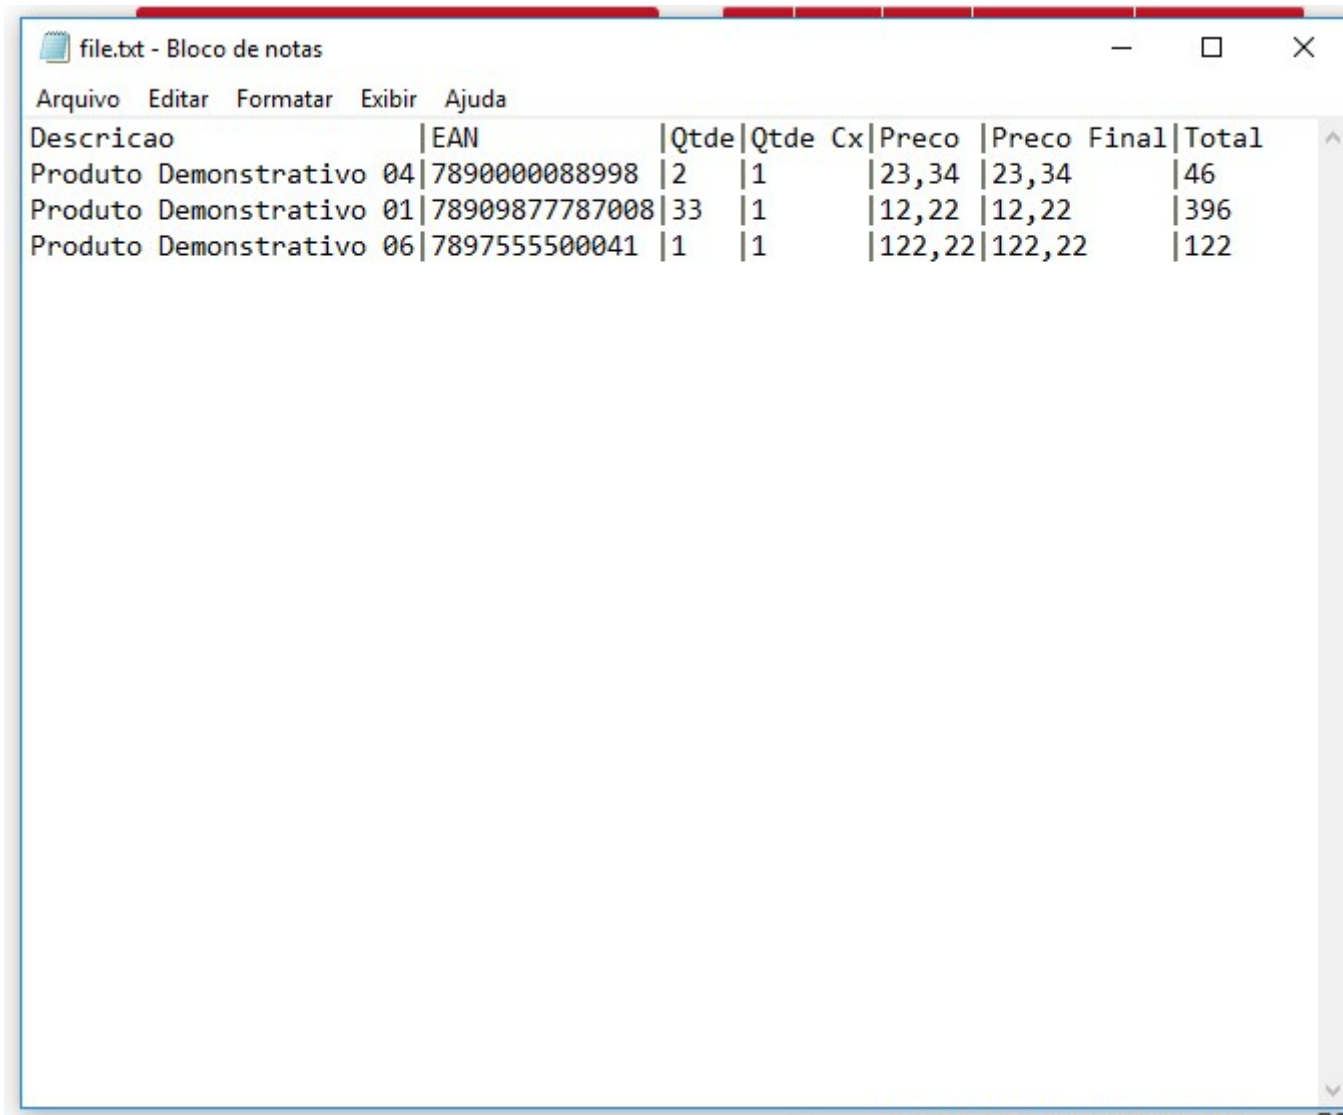 file.txt - Bloco de notas
Arquivo Editar Formatar Exibir Ajuda
Descricao               |EAN           |Qtde|Qtde Cx|Preco |Preco Final|Total
Produto Demonstrativo 04|7890000088998 |2   |1      |23,34 |23,34      |46
Produto Demonstrativo 01|78909877787008|33  |1      |12,22 |12,22      |396
Produto Demonstrativo 06|7897555500041 |1   |1      |122,22|122,22     |122